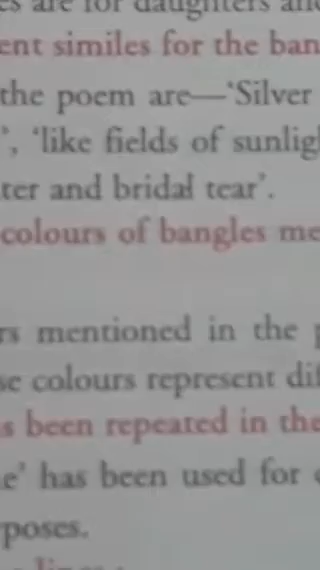 es are for daughters and
ent similes for the ban
the poem are—‘Silver
’, ‘like fields of sunlig
ter and bridal tear’.
colours of bangles me
rs mentioned in the p
se colours represent dif
s been repeated in the
e’ has been used for
poses.